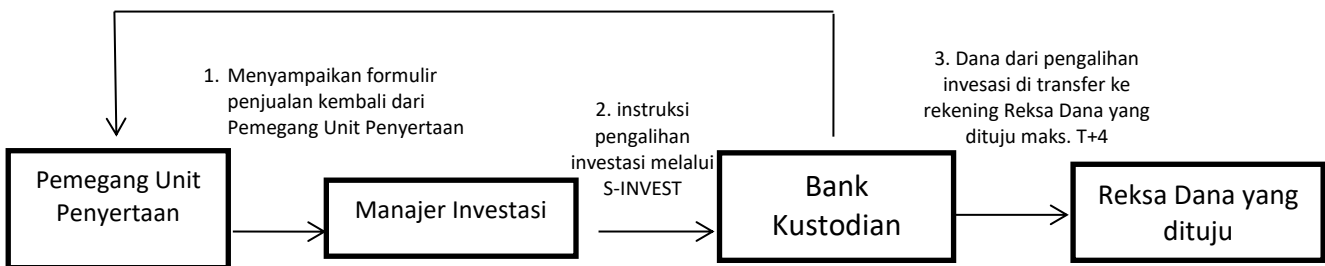 1. Menyampaikan formulir
penjualan kembali dari
Pemegang Unit Penyertaan
2. instruksi
pengalihan
investasi melalui
S-INVEST
3. Dana dari pengalihan
invesasi di transfer ke
rekening Reksa Dana yang
dituju maks. T+4
Pemegang Unit
Penyertaan
Manajer Investasi
Bank
Kustodian
Reksa Dana yang
dituju